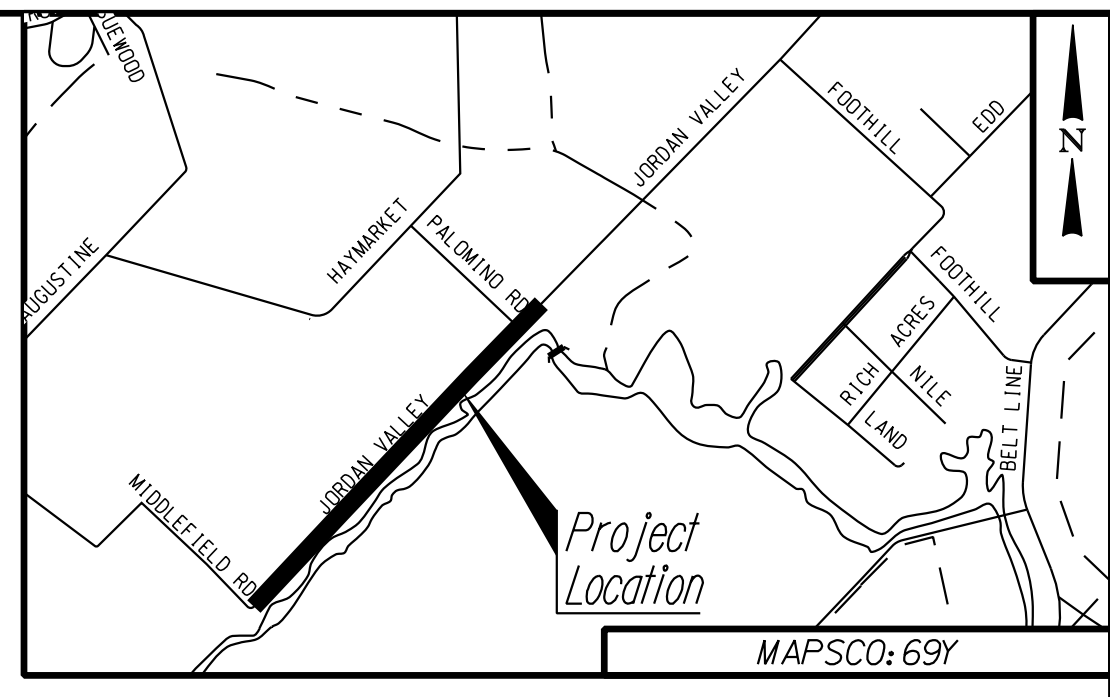 SUEWOOD
JORDAN VALLEY
FOOTHILL
EDD
N
AUGUSTINE
HAYMARKET
PALOMINO RD
FOOTHILL
ACRES
RICH
NILE
LAND
BELT LINE
JORDAN VALLEY
MIDDLEFIELD RD
Project
Location
MAPSCO: 69Y